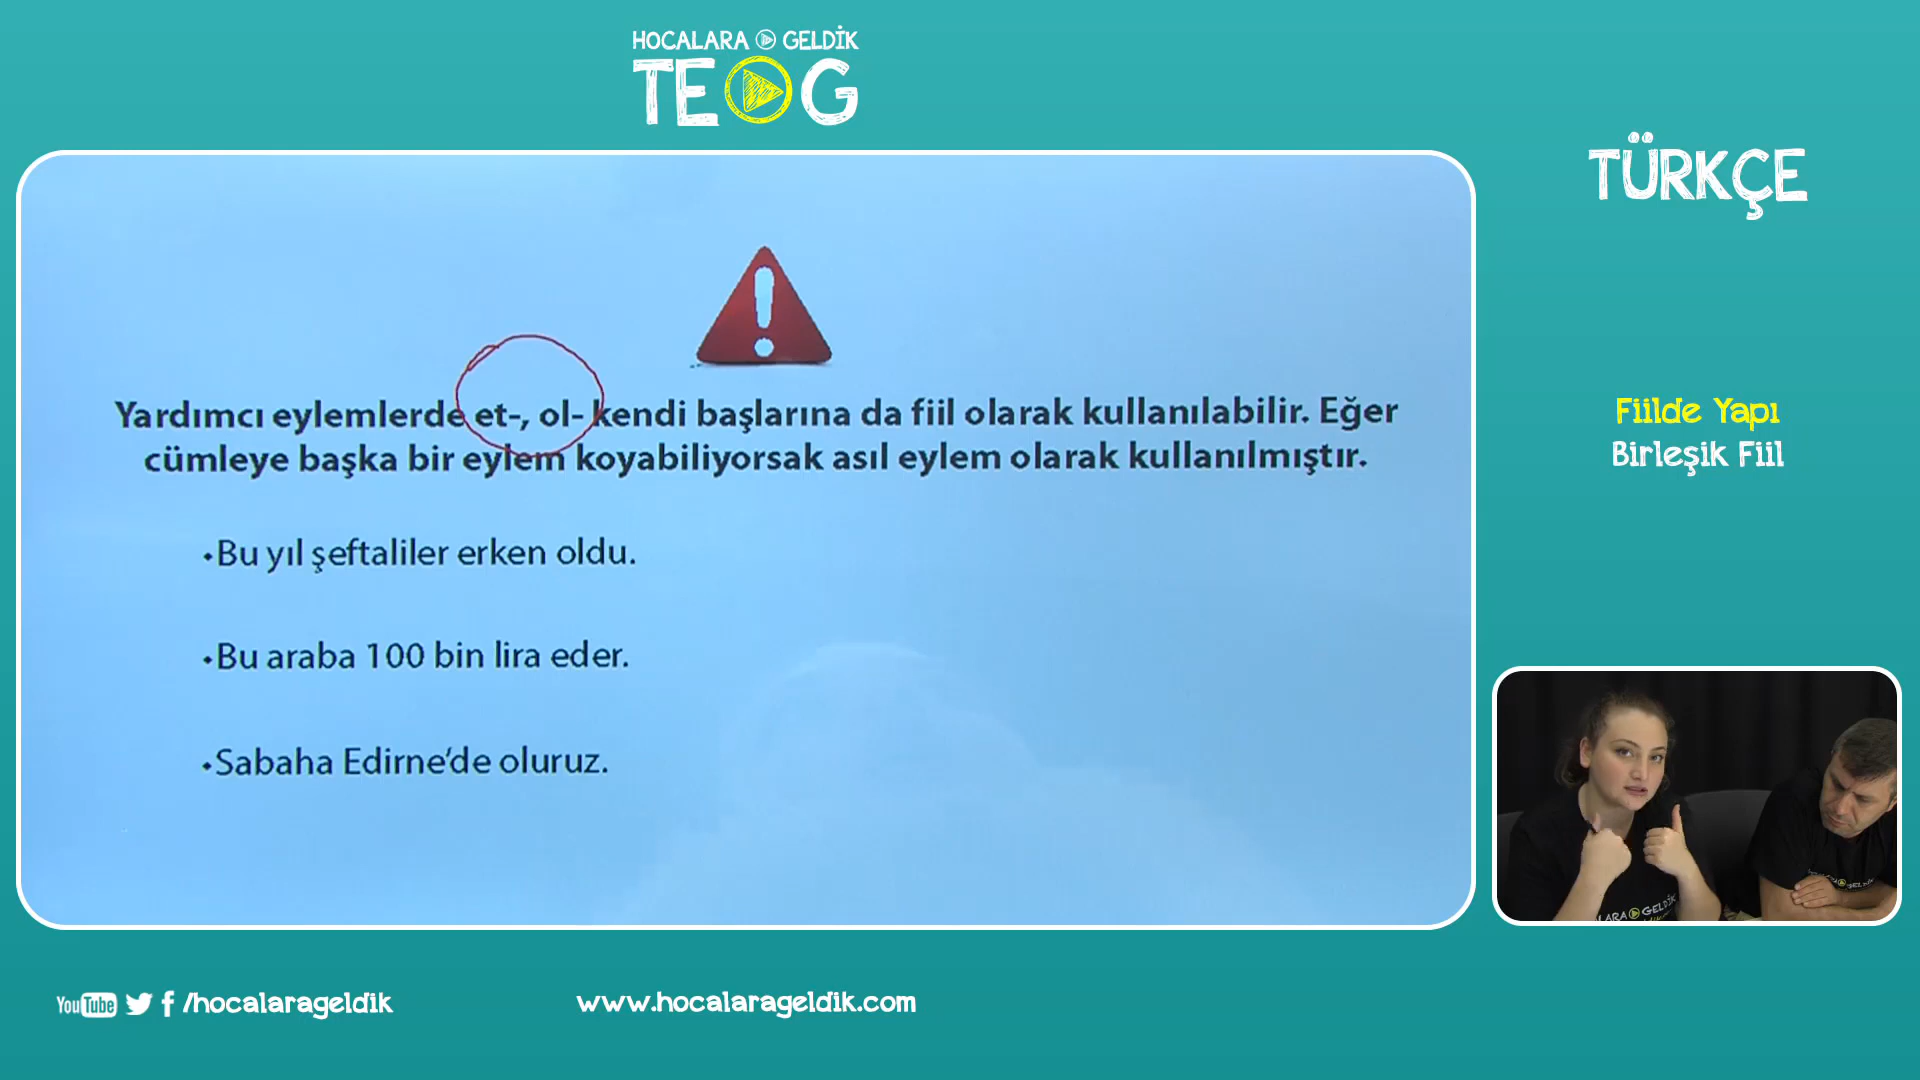 HOCALARA GELDİK
TEOG
TÜRKÇE
Yardımcı eylemlerde et-, ol- kendi başlarına da fiil olarak kullanılabilir. Eğer
cümleye başka bir eylem koyabiliyorsak asıl eylem olarak kullanılmıştır.
•Bu yıl şeftaliler erken oldu.
•Bu araba 100 bin lira eder.
•Sabaha Edirne’de oluruz.
Fiilde Yapı
Birleşik Fiil
GELDİK
YouTube f /hocalarageldik
www.hocalarageldik.com